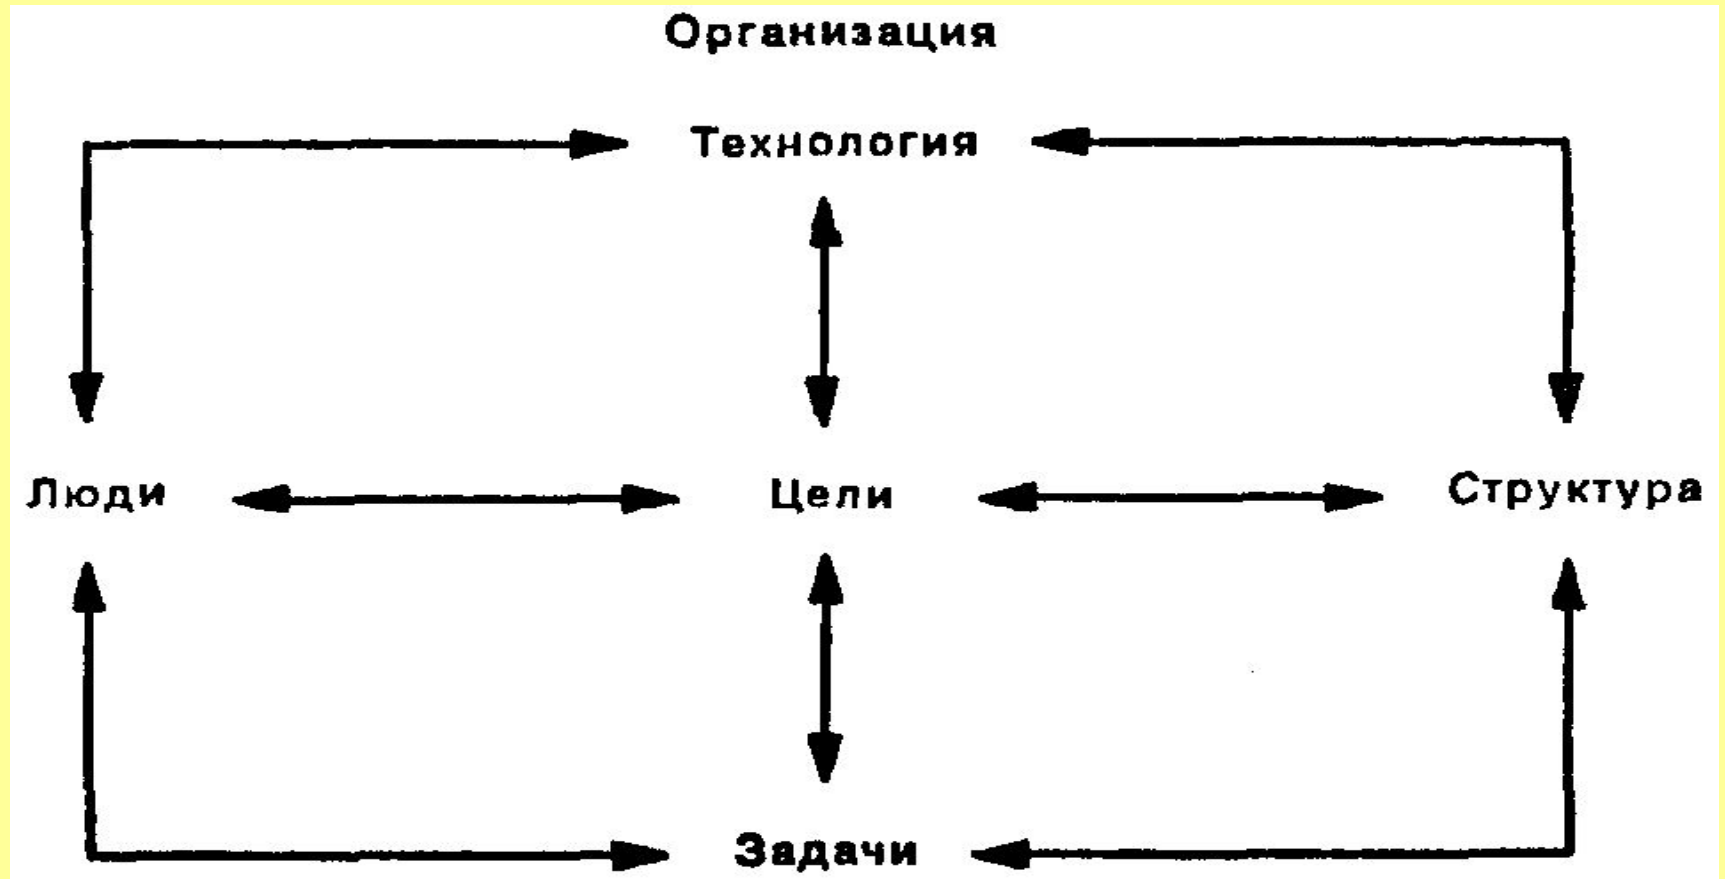 Организация
Технология
Люди
Цели
Структура
Задачи